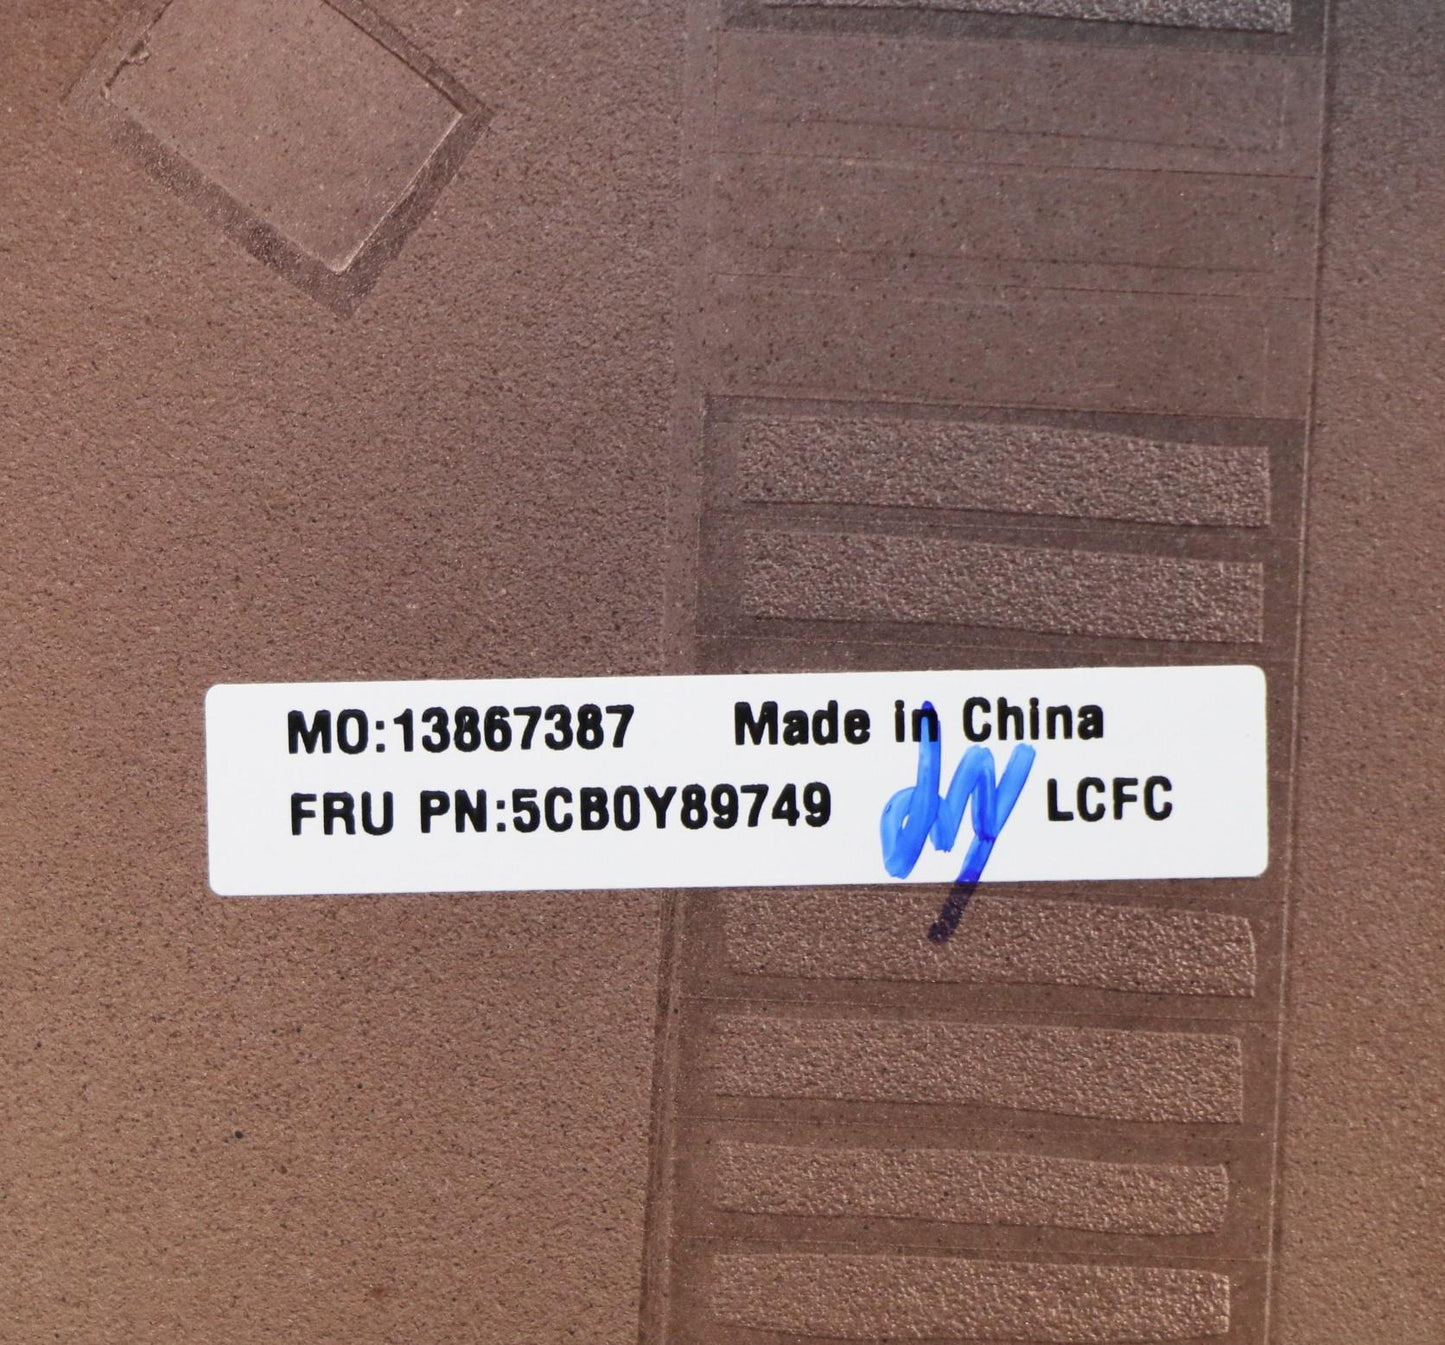 MO:13867387 Made in China
FRU PN:5CB0Y89749 LCFC